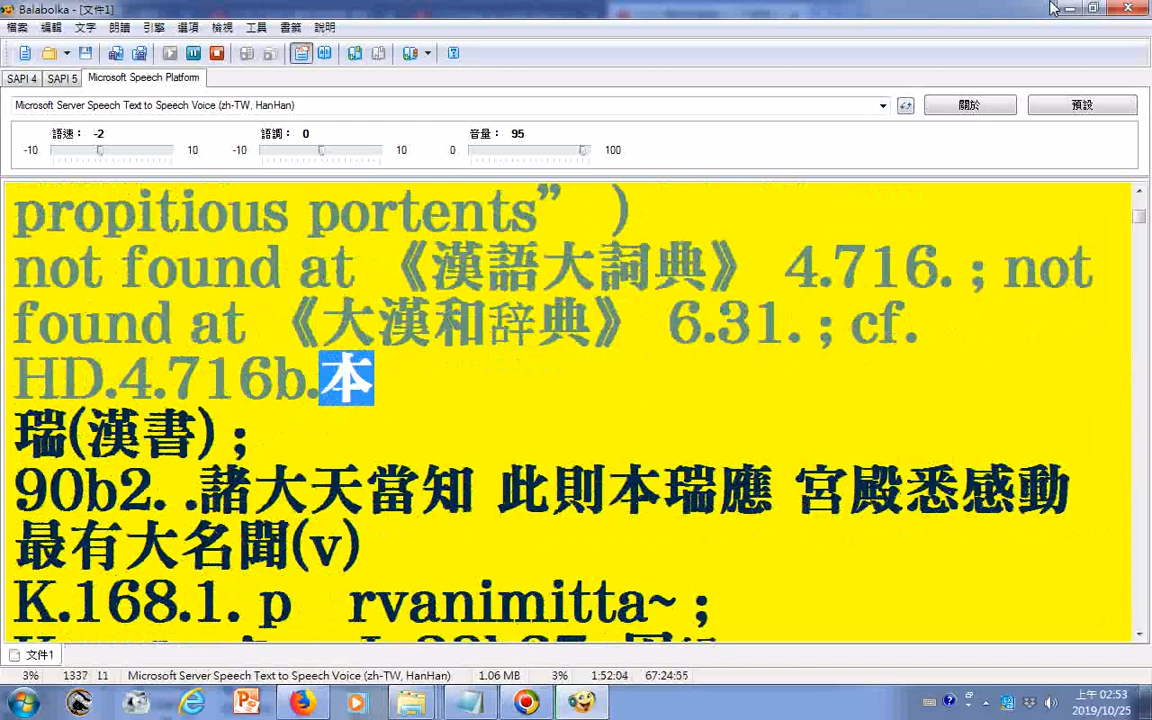 Balabolka - [文件1]
檔案 編輯 文字 朗讀 引擎 選項 檢視 工具 書籤 說明
SAPI 4 SAPI 5 Microsoft Speech Platform
Microsoft Server Speech Text to Speech Voice (zh-TW, HanHan) 關於 預設
語速： -2 語調： 0 音量： 95
-10 10 -10 10 0 100
propitious portents” )
not found at 《漢語大詞典》 4.716. ; not
found at 《大漢和辞典》 6.31. ; cf.
HD.4.716b.本
瑞(漢書) ;
90b2. .諸大天當知 此則本瑞應 宮殿悉感動
最有大名聞(v)
K.168.1. p rvanimitta~ ;
文件1
3% 1337 11 Microsoft Server Speech Text to Speech Voice (zh-TW, HanHan) 1.06 MB 3% 1:52:04 67:24:55
上午 02:53
2019/10/25